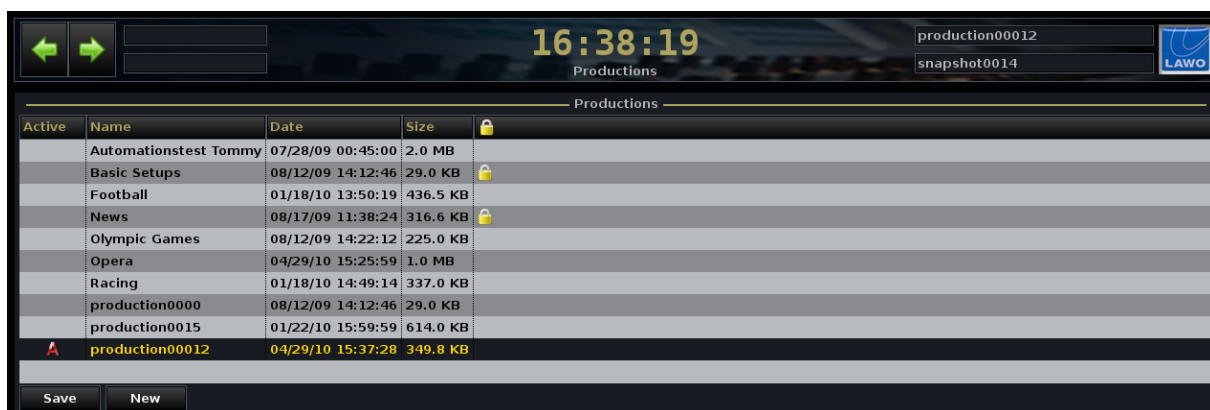 16:38:19
Productions
production00012
snapshot0014
LAWO
Productions
Active Name Date Size
Automationstest Tommy 07/28/09 00:45:00 2.0 MB
Basic Setups 08/12/09 14:12:46 29.0 KB
Football 01/18/10 13:50:19 436.5 KB
News 08/17/09 11:38:24 316.6 KB
Olympic Games 08/12/09 14:22:12 225.0 KB
Opera 04/29/10 15:25:59 1.0 MB
Racing 01/18/10 14:49:14 337.0 KB
production0000 08/12/09 14:12:46 29.0 KB
production0015 01/22/10 15:59:59 614.0 KB
A production00012 04/29/10 15:37:28 349.8 KB
Save New